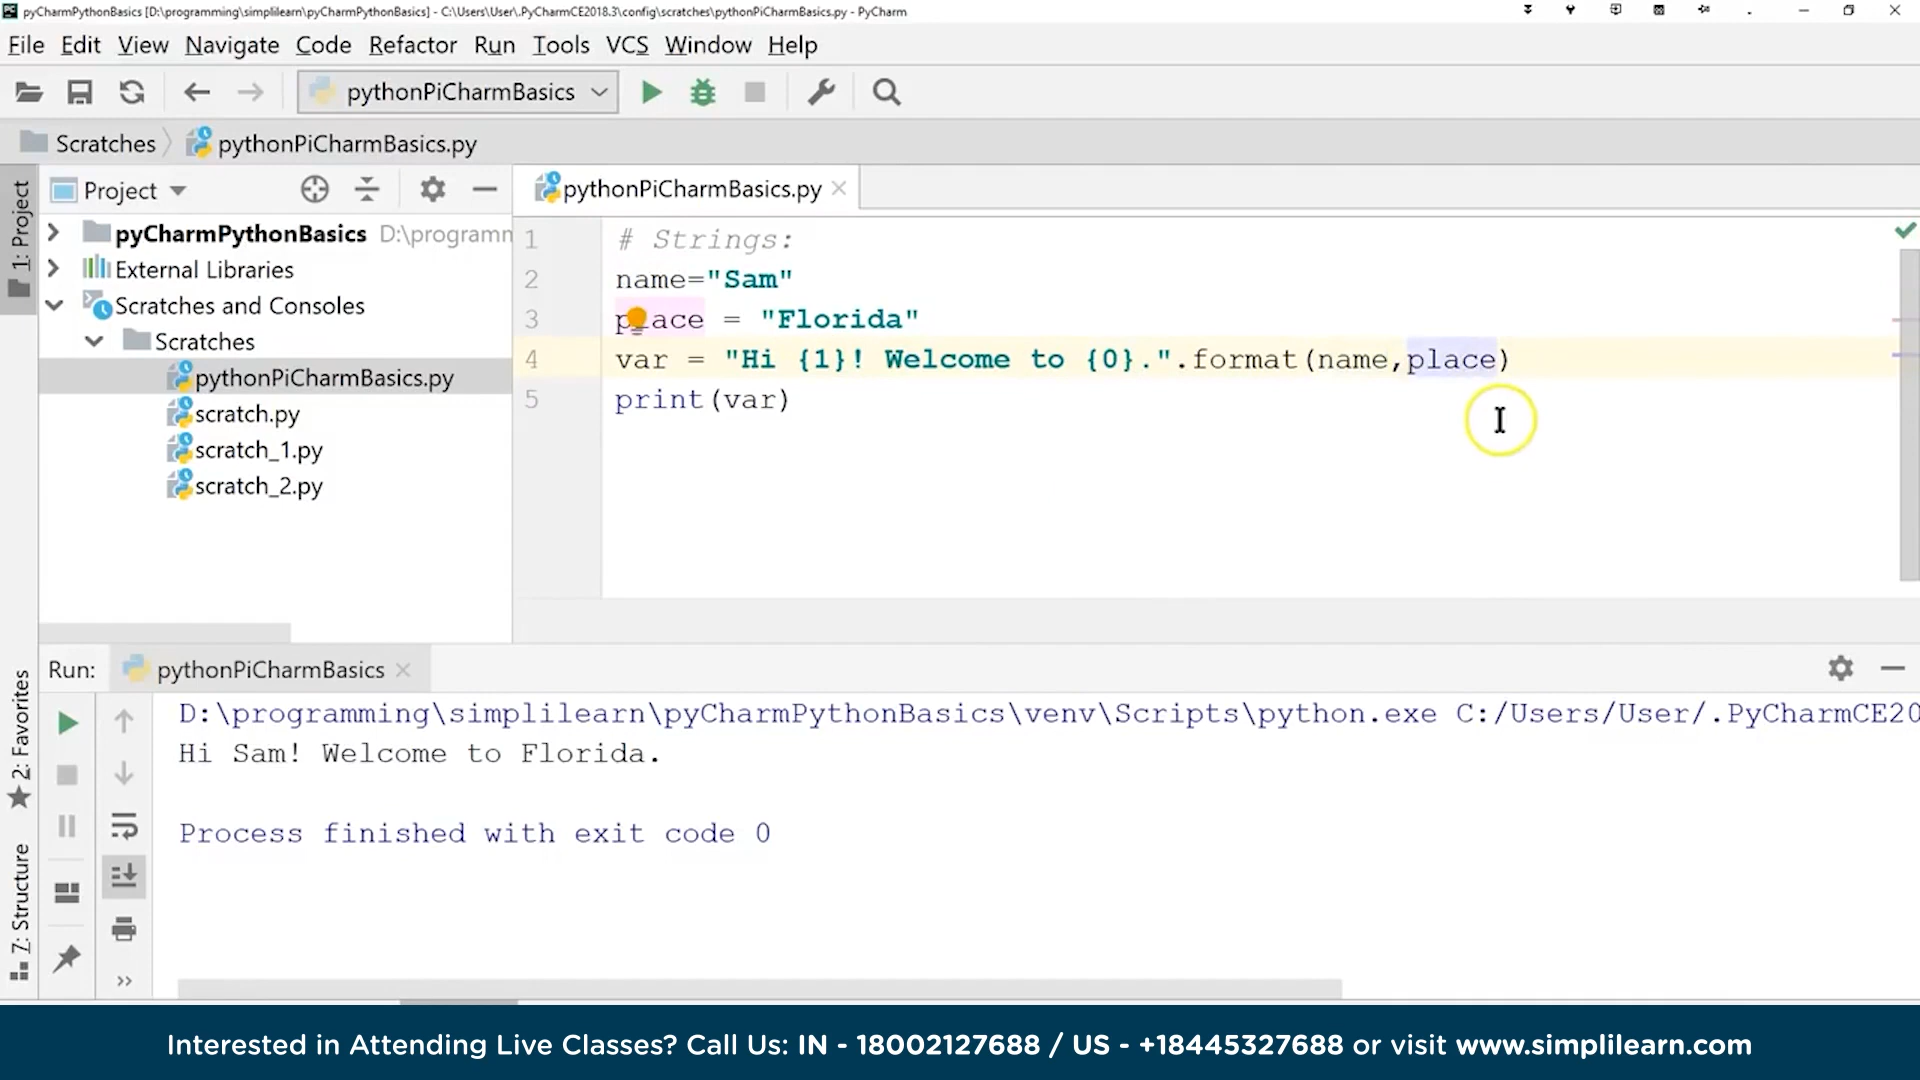 pyCharmPythonBasics [D:\programming\simplilearn\pyCharmPythonBasics] - C:\Users\User\.PyCharmCE2018.3\config\scratches\pythonPiCharmBasics.py - PyCharm
File Edit View Navigate Code Refactor Run Tools VCS Window Help
pythonPiCharmBasics
Scratches pythonPiCharmBasics.py
1: Project
Project
pyCharmPythonBasics D:\programm
External Libraries
Scratches and Consoles
Scratches
pythonPiCharmBasics.py
scratch.py
scratch_1.py
scratch_2.py
pythonPiCharmBasics.py
1 # Strings:
2 name="Sam"
3 place = "Florida"
4 var = "Hi {1}! Welcome to {0}.".format(name,place)
5 print(var)
2: Favorites
Z: Structure
Run: pythonPiCharmBasics
D:\programming\simplilearn\pyCharmPythonBasics\venv\Scripts\python.exe C:/Users/User/.PyCharmCE20
Hi Sam! Welcome to Florida.
Process finished with exit code 0
Interested in Attending Live Classes? Call Us: IN - 18002127688 / US - +18445327688 or visit www.simplilearn.com